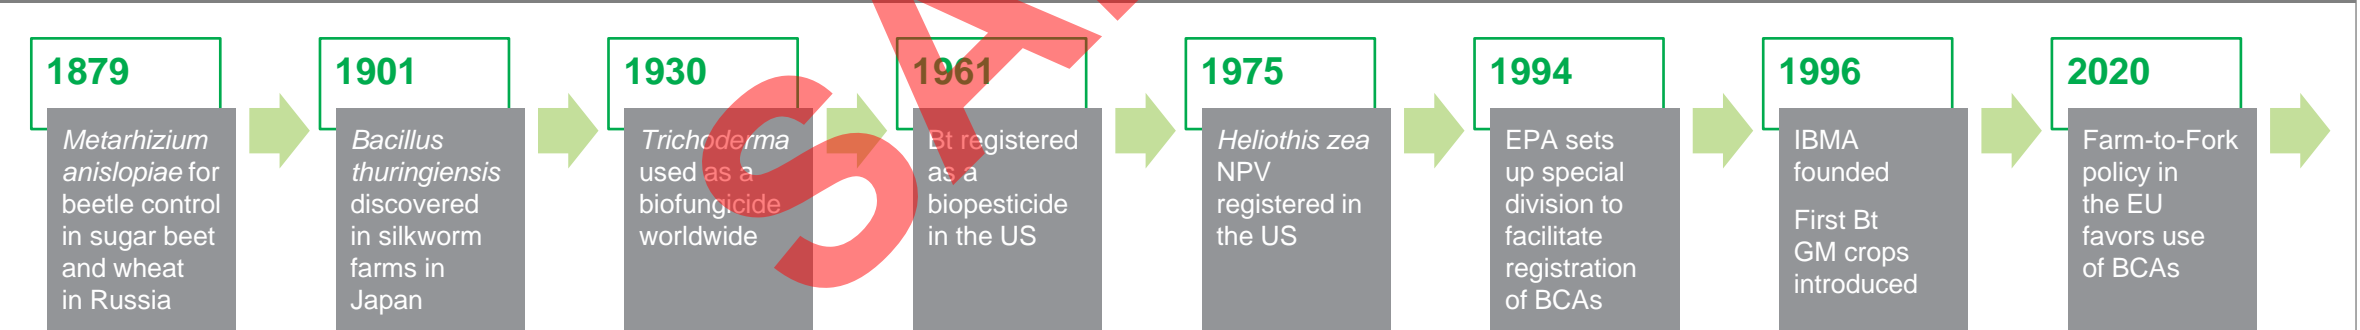 1879
Metarhizium
anislopiae for
beetle control
in sugar beet
and wheat
in Russia
1901
Bacillus
thuringiensis
discovered
in silkworm
farms in
Japan
1930
Trichoderma
used as a
biofungicide
worldwide
1961
Bt registered
as a
biopesticide
in the US
1975
Heliothis zea
NPV
registered in
the US
1994
EPA sets
up special
division to
facilitate
registration
of BCAs
1996
IBMA
founded
First Bt
GM crops
introduced
2020
Farm-to-Fork
policy in
the EU
favors use
of BCAs
SA